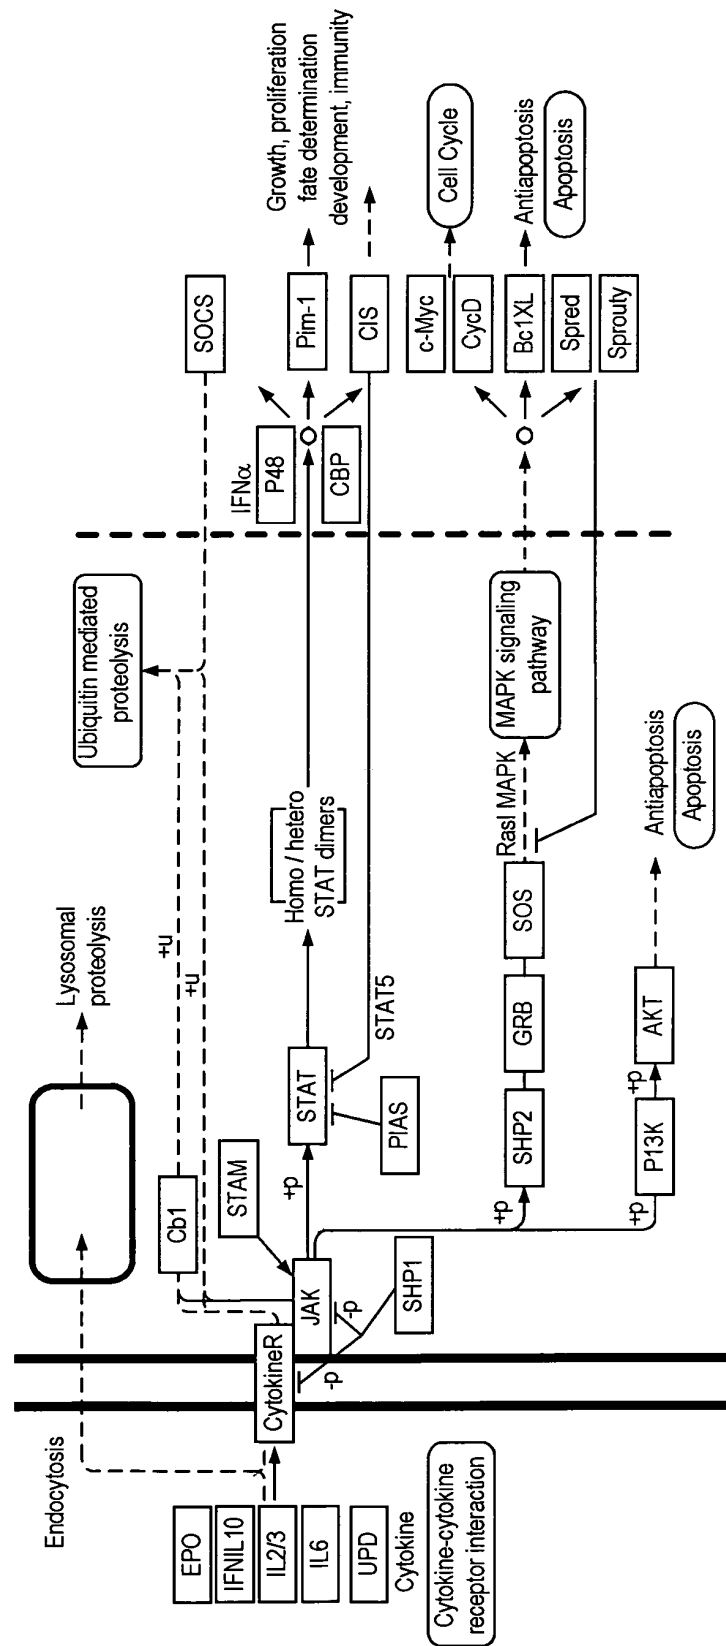 Endocytosis
Lysosomal
proteolysis
Ubiquitin mediated
proteolysis
SOCS
Cb1
+u
+u
EPO
IFNIL10
IL2/3
IL6
UPD
Cytokine
Cytokine-cytokine
receptor interaction
CytokineR
JAK
STAM
-p
-p
SHP1
+p
STAT
PIAS
STAT5
Homo / hetero
STAT dimers
IFNα
P48
CBP
Pim-1
CIS
Growth, proliferation
fate determination
development, immunity
+p
SHP2
GRB
SOS
RasI MAPK
MAPK signaling
pathway
c-Myc
CycD
Bc1XL
Spred
Sprouty
Cell Cycle
Antiapoptosis
Apoptosis
+p
P13K
+p
AKT
Antiapoptosis
Apoptosis